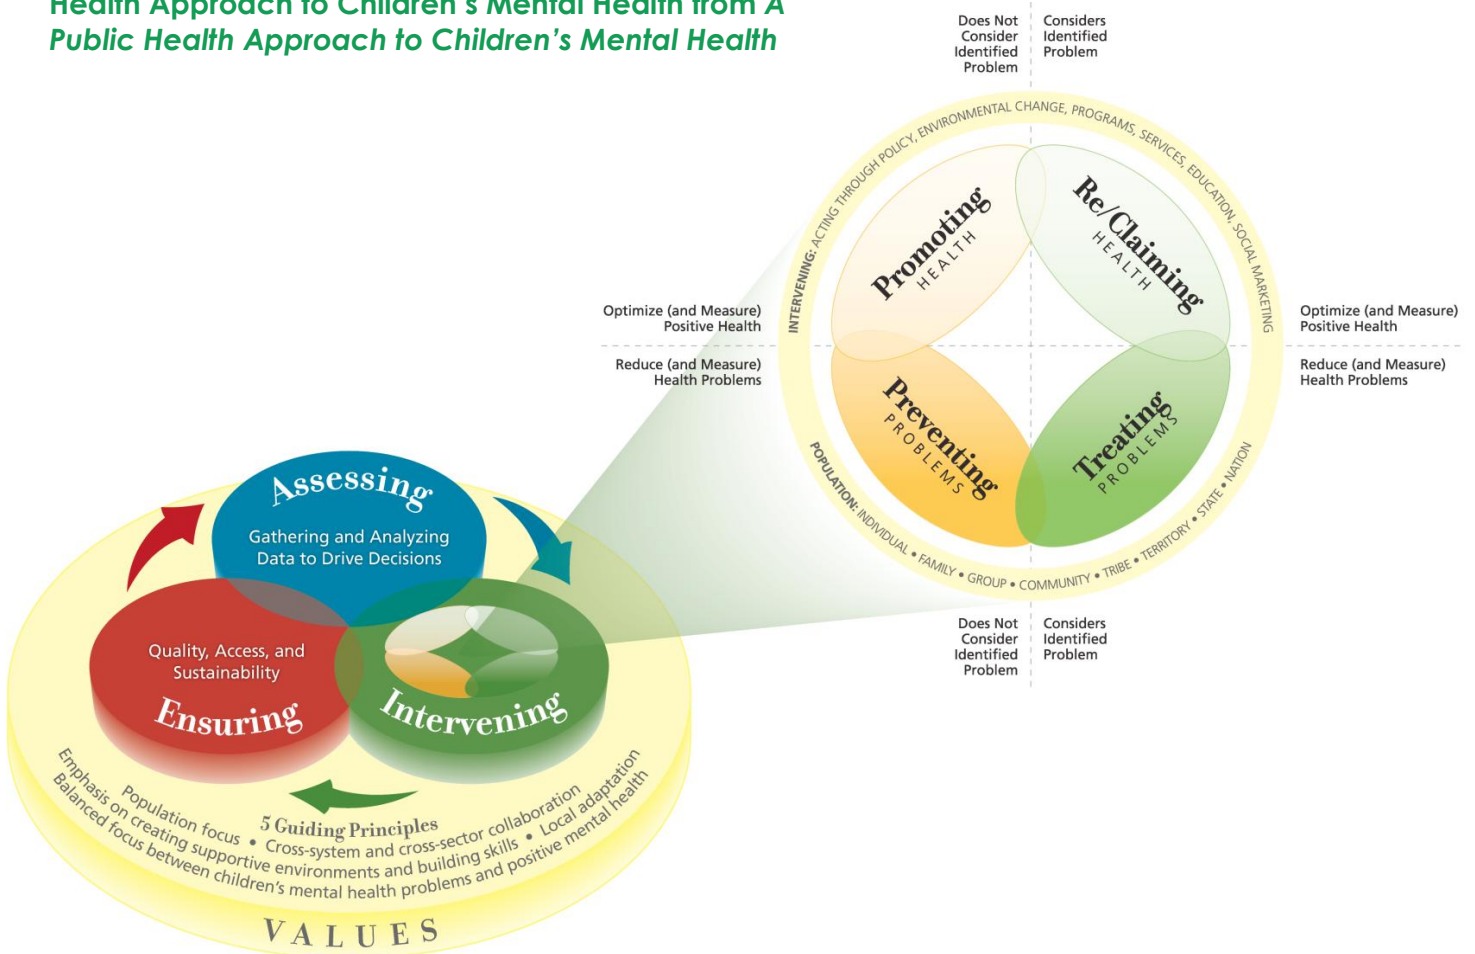 Health Approach to Children's Mental Health from A
Public Health Approach to Children's Mental Health
Does Not
Consider
Identified
Problem
Considers
Identified
Problem
INTERVENING: ACTING THROUGH POLICY, ENVIRONMENTAL CHANGE, PROGRAMS, SERVICES, EDUCATION, SOCIAL MARKETING
Promoting
HEALTH
Re/Claiming
HEALTH
Optimize (and Measure)
Positive Health
Reduce (and Measure)
Health Problems
Optimize (and Measure)
Positive Health
Reduce (and Measure)
Health Problems
Preventing
PROBLEMS
Treating
PROBLEMS
POPULATION: INDIVIDUAL • FAMILY • GROUP • COMMUNITY • TRIBE • TERRITORY • STATE • NATION
Does Not
Consider
Identified
Problem
Considers
Identified
Problem
Assessing
Gathering and Analyzing
Data to Drive Decisions
Quality, Access, and
Sustainability
Ensuring
Intervening
5 Guiding Principles
Population focus • Cross-system and cross-sector collaboration
Emphasis on creating supportive environments and building skills • Local adaptation
Balanced focus between children's mental health problems and positive mental health
VALUES